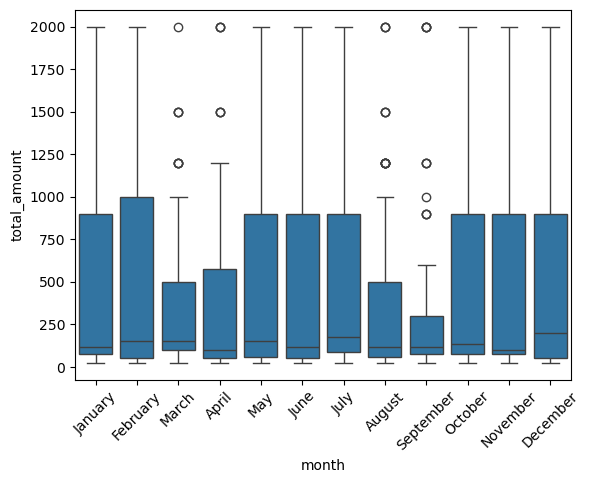 2000
1750
1500
1250
1000
750
500
250
0
total_amount
January
February
March
April
May
June
July
August
September
October
November
December
month